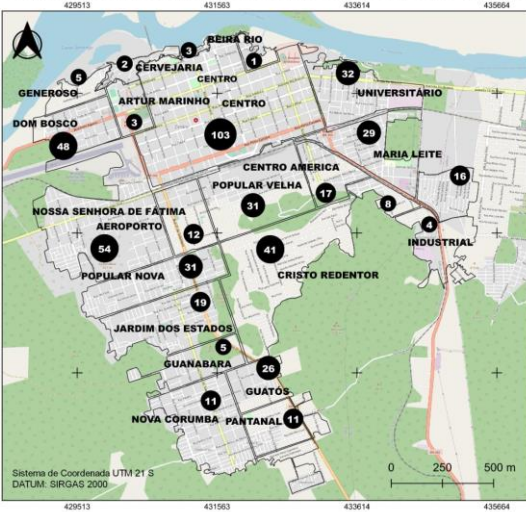 429513 431563 433614 435664
BEIRA RIO
3
2
CERVEJARIA
1
5
CENTRO
32
GENEROSO
ARTUR MARINHO
CENTRO
UNIVERSITÁRIO
DOM BOSCO
3
103
29
48
MARIA LEITE
CENTRO AMÉRICA
16
POPULAR VELHA
17
31
8
NOSSA SENHORA DE FÁTIMA
AEROPORTO
12
4
54
41
INDUSTRIAL
31
POPULAR NOVA
CRISTO REDENTOR
19
JARDIM DOS ESTADOS
5
GUANABARA
26
GUATÓS
11
NOVA CORUMBA
PANTANAL
11
Sistema de Coordenada UTM 21 S
DATUM: SIRGAS 2000
0 250 500 m
429513 431563 433614 435664